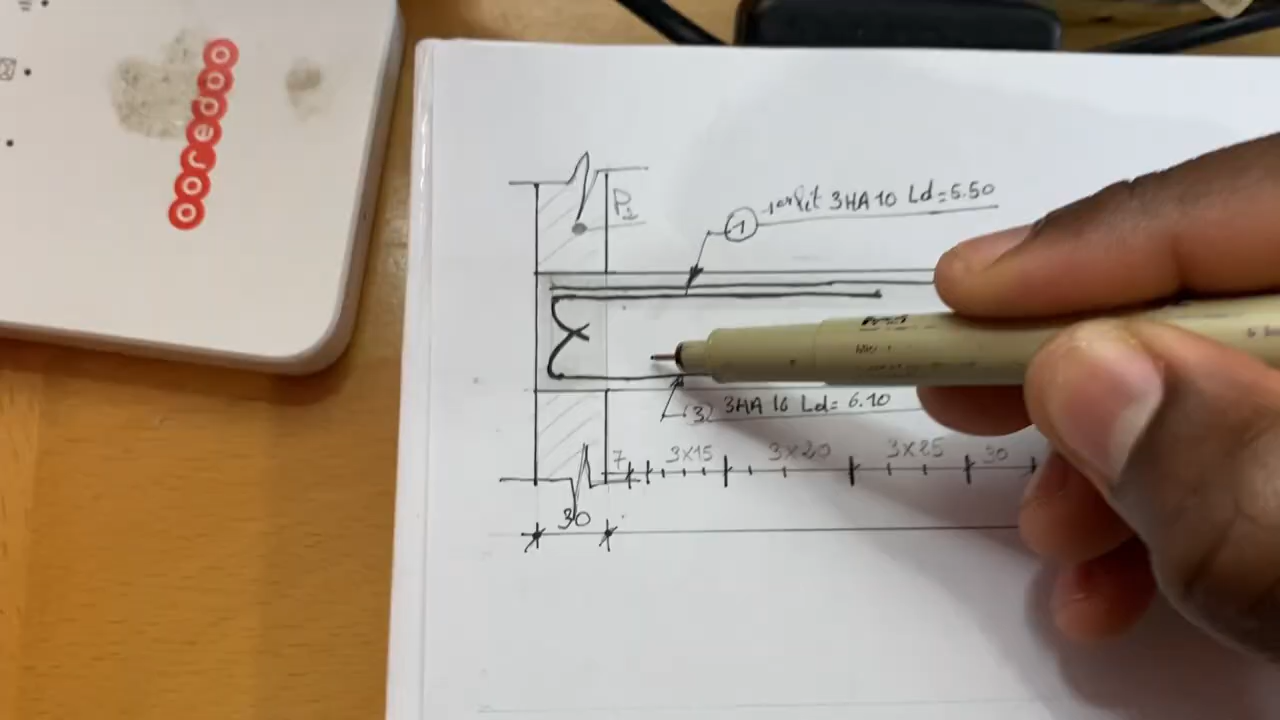 ooredoo
P2
1 1er lit 3HA 10 Ld=5.50
3 3HA 16 Ld= 6.10
7 3x15 3x20 3x25 30
30